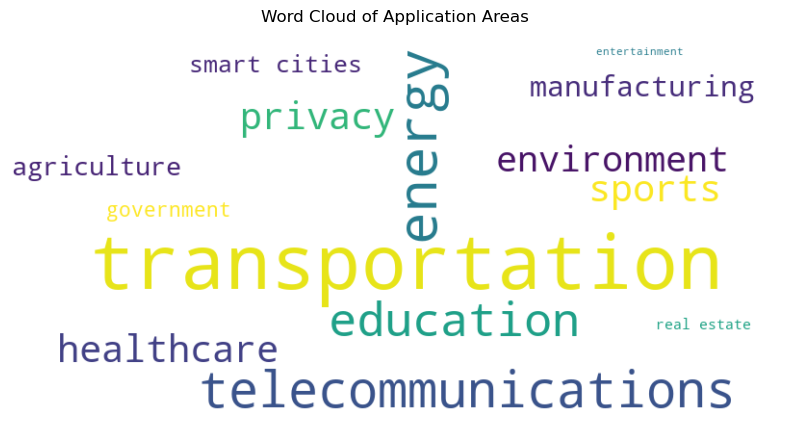 Word Cloud of Application Areas
entertainment
smart cities
energy
manufacturing
privacy
environment
agriculture
sports
government
transportation
education
real estate
healthcare
telecommunications